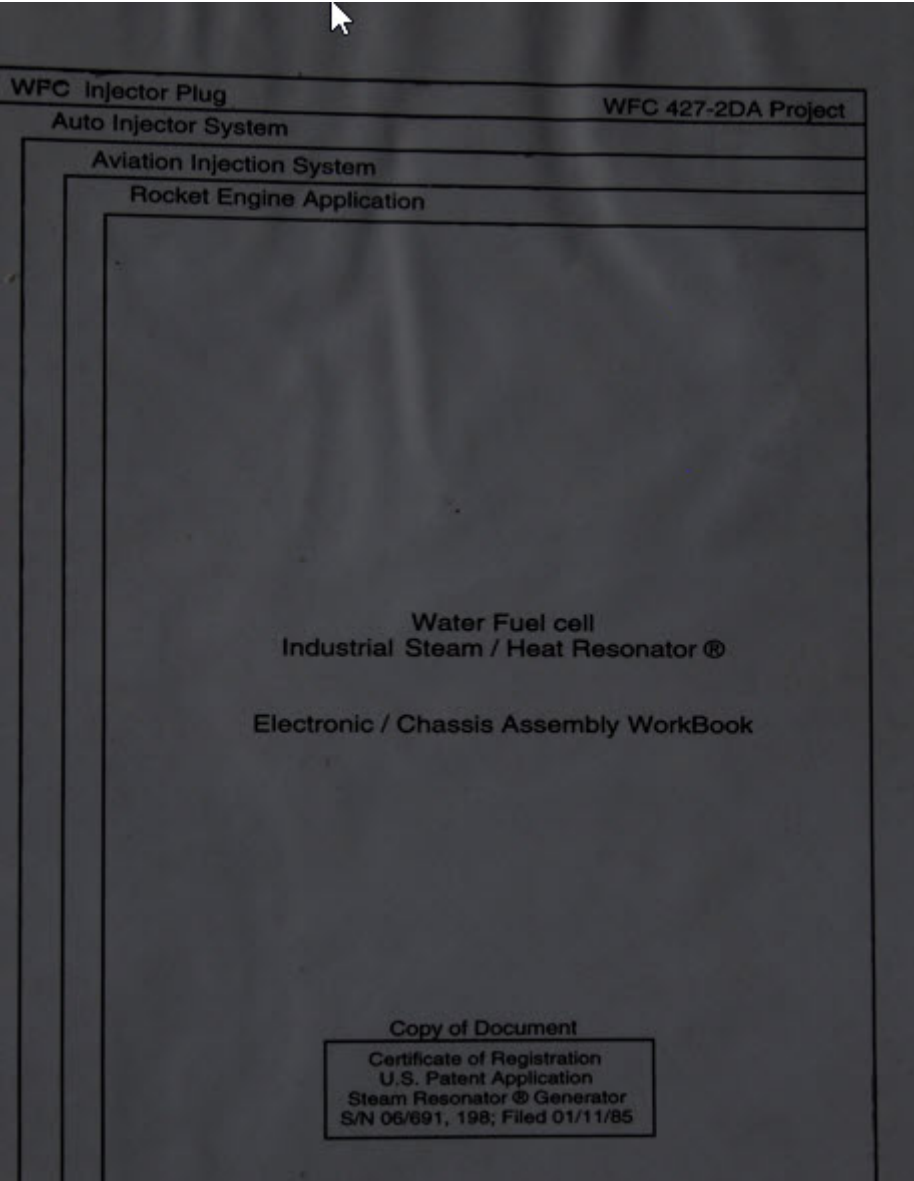 WFC Injector Plug
WFC 427-2DA Project
Auto Injector System
Aviation Injection System
Rocket Engine Application
Water Fuel cell
Industrial Steam / Heat Resonator ®
Electronic / Chassis Assembly WorkBook
Copy of Document
Certificate of Registration
U.S. Patent Application
Steam Resonator ® Generator
S/N 06/691, 198; Filed 01/11/85